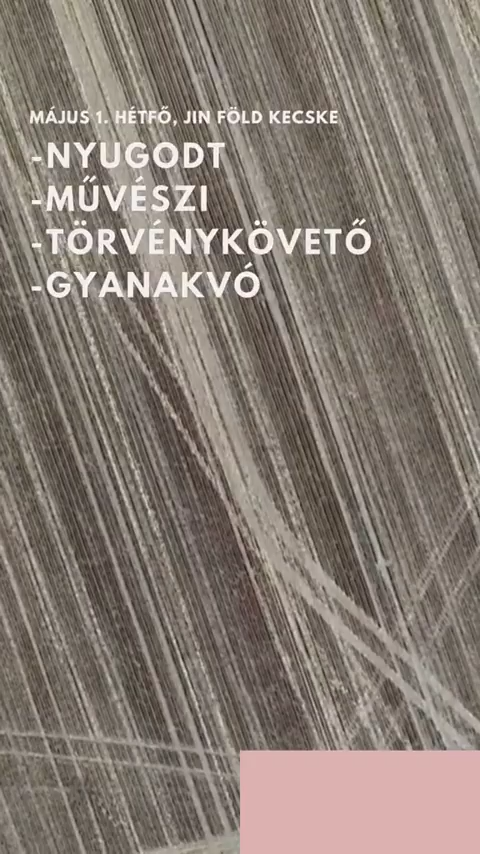 MÁJUS 1. HÉTFŐ, JIN FÖLD KECSKE
-NYUGODT
-MŰVÉSZI
-TÖRVÉNYKÖVETŐ
-GYANAKVÓ